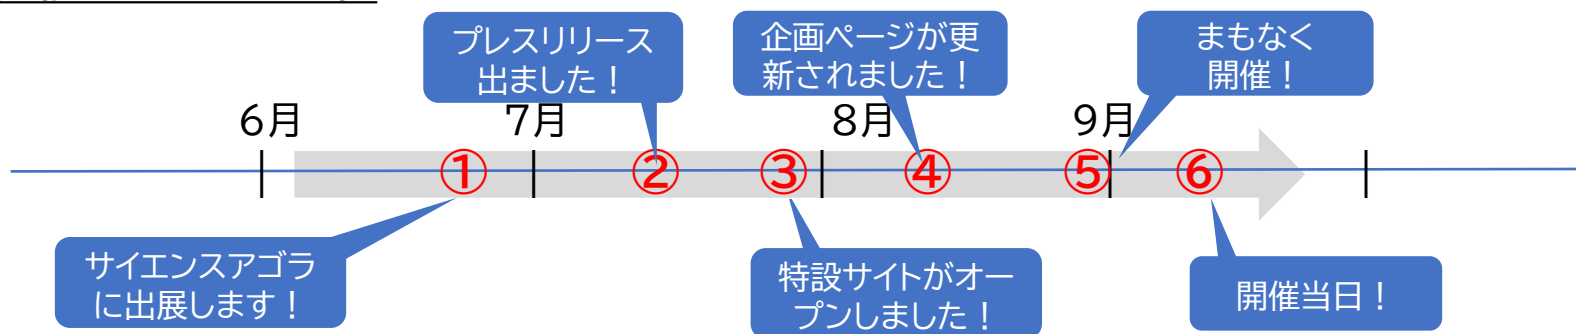 プレスリリース
出ました！
企画ページが更
新されました！
まもなく
開催！
6月
7月
8月
9月
①
②
③
④
⑤
⑥
サイエンスアゴラ
に出展します！
特設サイトがオー
プンしました！
開催当日！